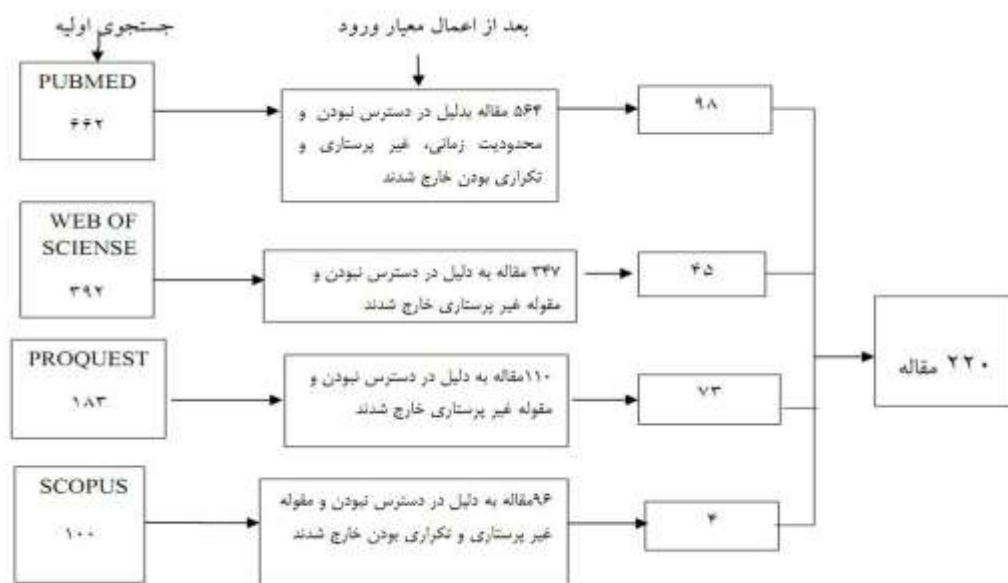 جستجوی اولیه
بعد از اعمال معیار ورود
PUBMED
۶۶۲
۵۶۴ مقاله بدلیل در دسترس نبودن و
محدودیت زمانی، غیر پرستاری و
تکراری بودن خارج شدند
۹۸
WEB OF
SCIENSE
۳۹۲
۳۴۷ مقاله به دلیل در دسترس نبودن و
مقوله غیر پرستاری خارج شدند
۴۵
PROQUEST
۱۸۳
۱۱۰مقاله به دلیل در دسترس نبودن و
مقوله غیر پرستاری خارج شدند
۷۳
SCOPUS
۱۰۰
۹۶مقاله به دلیل در دسترس نبودن و مقوله
غیر پرستاری و تکراری بودن خارج شدند
۴
۲۲۰ مقاله